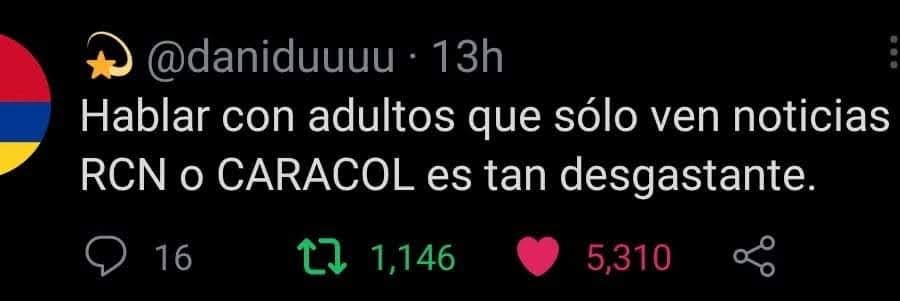 @daniduuuu · 13h
Hablar con adultos que sólo ven noticias
RCN o CARACOL es tan desgastante.
16 1,146 5,310